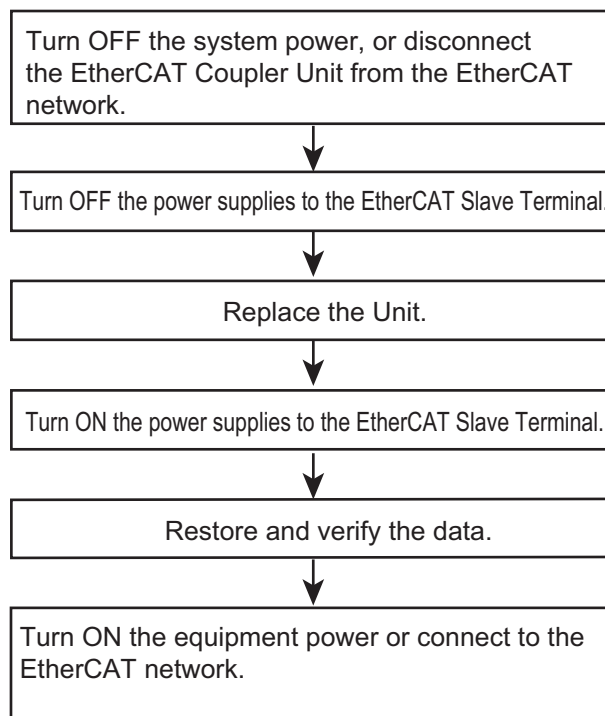 Turn OFF the system power, or disconnect
the EtherCAT Coupler Unit from the EtherCAT
network.
Turn OFF the power supplies to the EtherCAT Slave Terminal.
Replace the Unit.
Turn ON the power supplies to the EtherCAT Slave Terminal.
Restore and verify the data.
Turn ON the equipment power or connect to the
EtherCAT network.